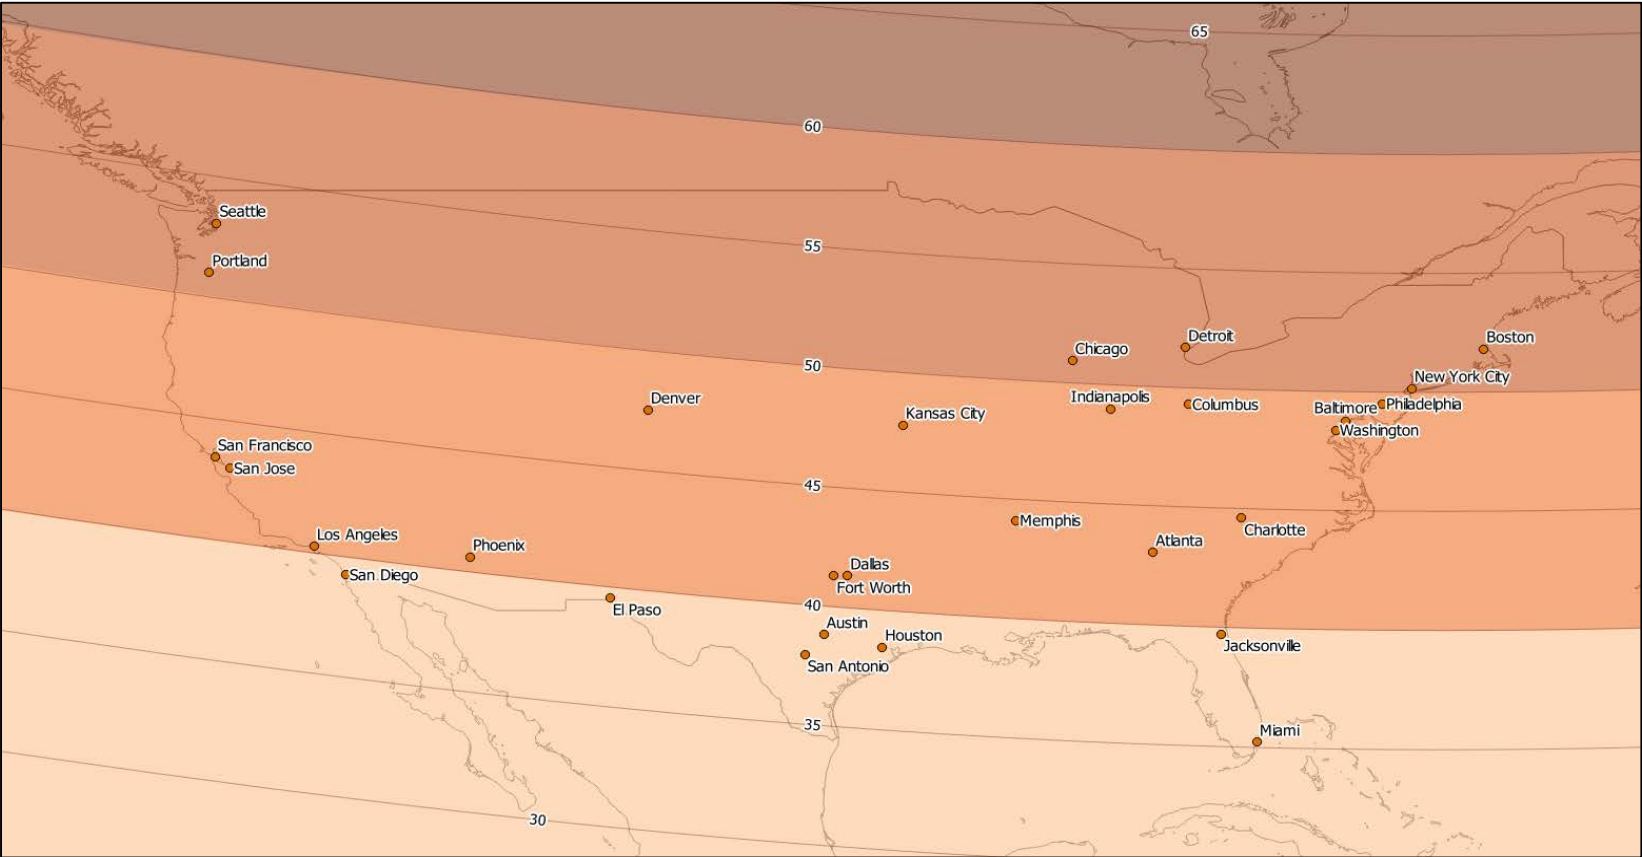 65
60
Seattle
55
Portland
Detroit
Boston
Chicago
50
New York City
Denver
Indianapolis
Columbus
Baltimore
Philadelphia
Kansas City
Washington
San Francisco
San Jose
45
Memphis
Charlotte
Los Angeles
Atlanta
Phoenix
Dallas
San Diego
Fort Worth
40
El Paso
Austin
Houston
Jacksonville
San Antonio
35
Miami
30